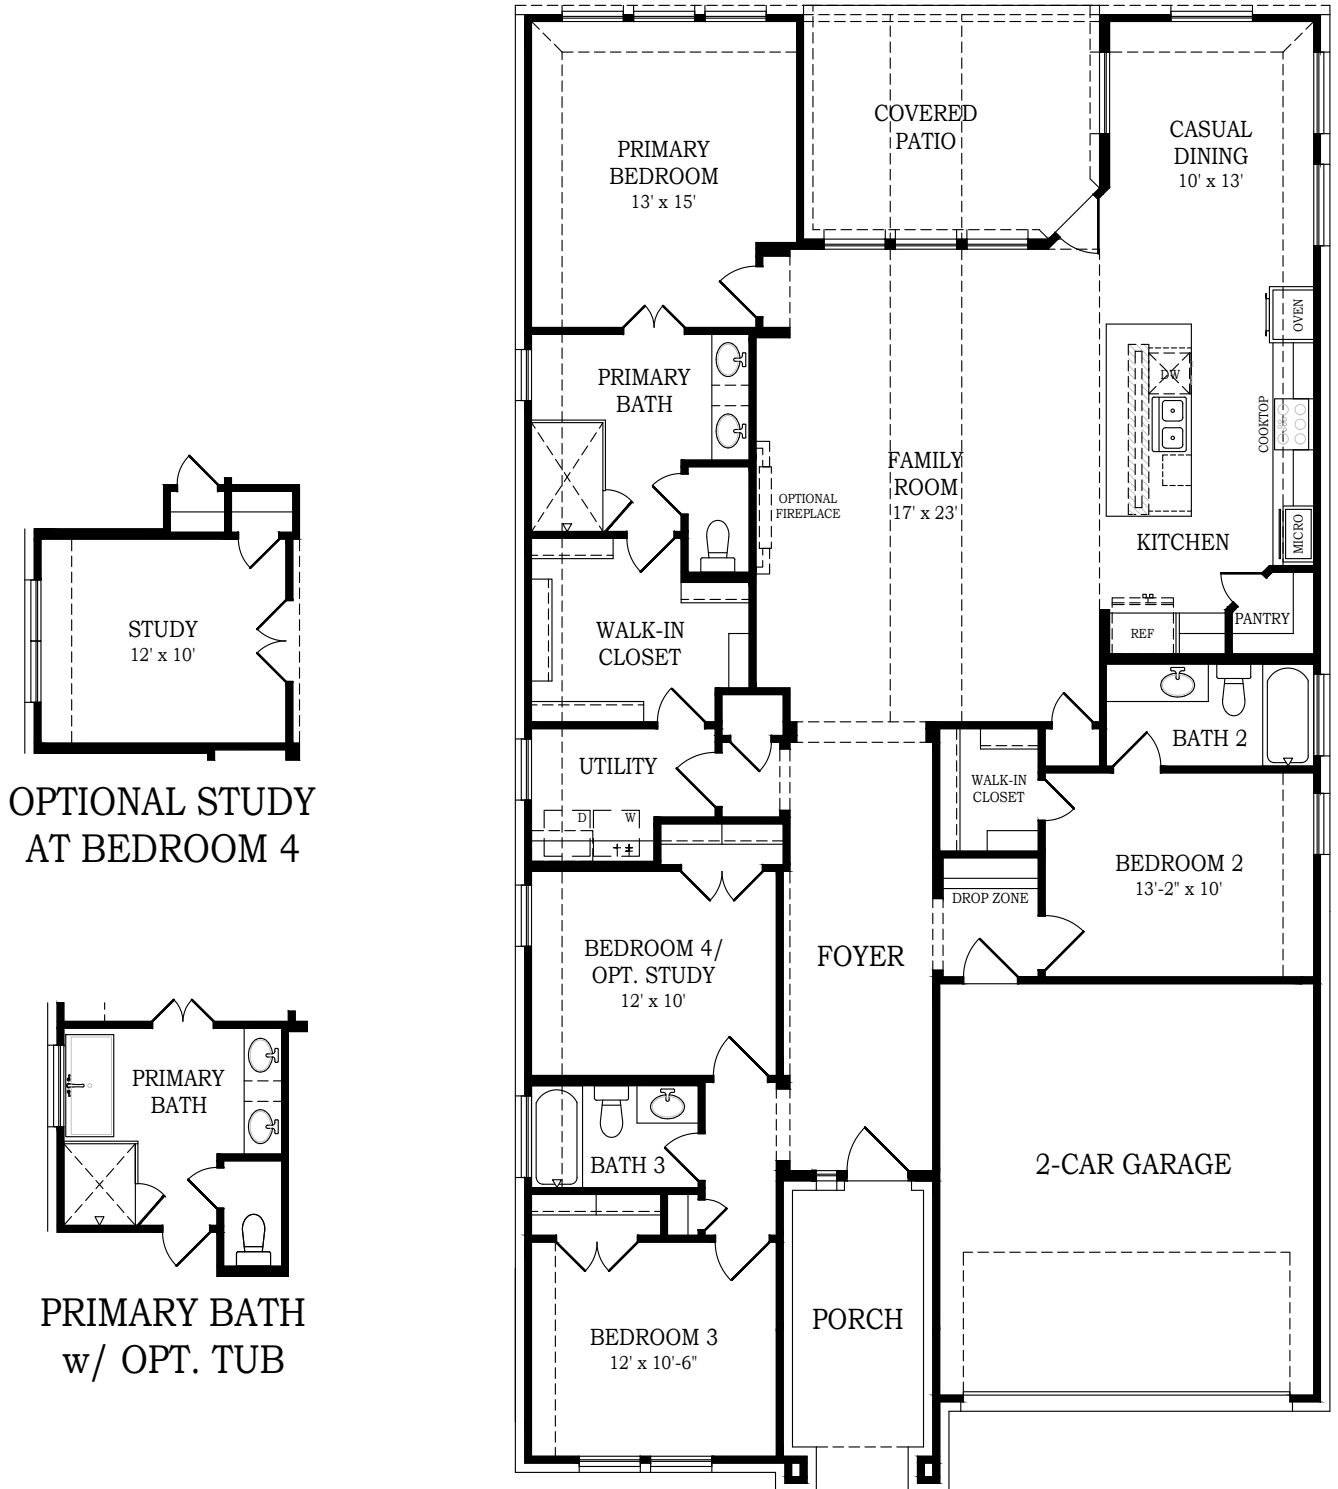 COVERED
PATIO
CASUAL
DINING
10' x 13'
PRIMARY
BEDROOM
13' x 15'
OVEN
PRIMARY
BATH
DW
COOKTOP
FAMILY
ROOM
17' x 23'
OPTIONAL
FIREPLACE
MICRO
KITCHEN
STUDY
12' x 10'
WALK-IN
CLOSET
REF
PANTRY
OPTIONAL STUDY
AT BEDROOM 4
UTILITY
D
W
BATH 2
WALK-IN
CLOSET
BEDROOM 2
13'-2" x 10'
DROP ZONE
BEDROOM 4/
OPT. STUDY
12' x 10'
FOYER
PRIMARY
BATH
BATH 3
2-CAR GARAGE
PRIMARY BATH
w/ OPT. TUB
BEDROOM 3
12' x 10'-6"
PORCH